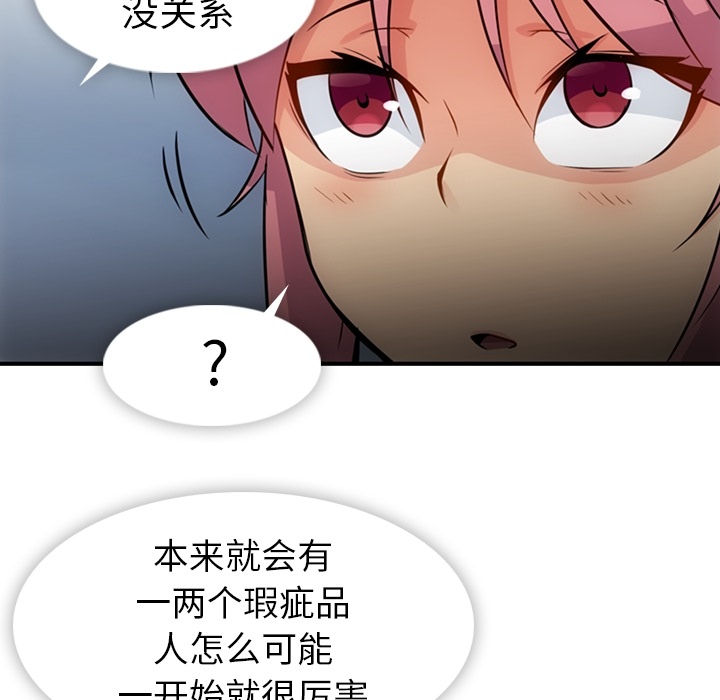 没关系
?
本来就会有
一两个瑕疵品
人怎么可能
一开始就很厉害